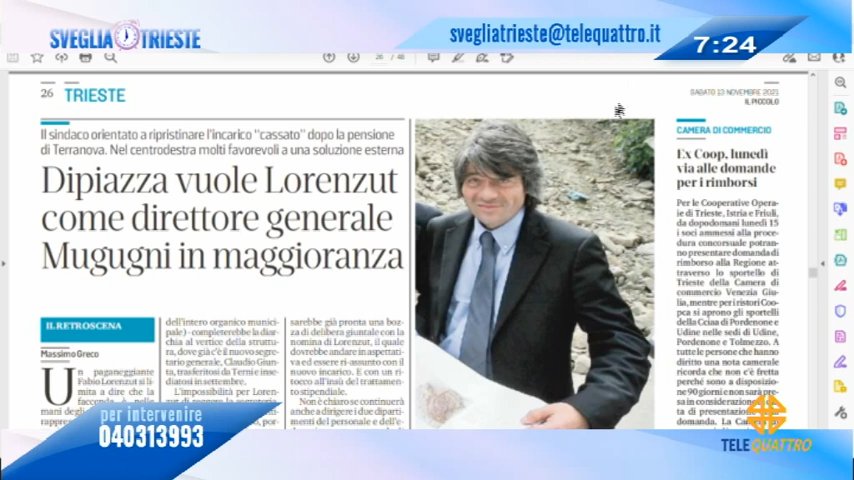 SVEGLIA TRIESTE
svegliatrieste@telequattro.it
7:24
26 / 48
26 TRIESTE
SABATO 13 NOVEMBRE 2021
IL PICCOLO
Il sindaco orientato a ripristinare l'incarico "cassato" dopo la pensione
di Terranova. Nel centrodestra molti favorevoli a una soluzione esterna
Dipiazza vuole Lorenzut
come direttore generale
Mugugni in maggioranza
IL RETROSCENA
Massimo Greco
Un paganeggiante
Fabio Lorenzut si li-
mita a dire che la
faccenda è nelle
mani degli
dell'intero organico munici-
pale) - completerebbe la diar-
chia al vertice della struttu-
ra, dove già c'è il nuovo segre-
tario generale, Claudio Giun-
ta, trasferitosi da Terni e inse-
diatosi in settembre.
L'impossibilità per Loren-
sarebbe già pronta una boz-
za di delibera giuntale con la
nomina di Lorenzut, il quale
dovrebbe andare in aspettati-
va ed essere ri-assunto con il
nuovo incarico. E con un ri-
tocco all'insù del trattamen-
to stipendiale.
Non è chiaro se continuerà
anche a dirigere i due diparti-
menti del personale e dell'e-
CAMERA DI COMMERCIO
Ex Coop, lunedì
via alle domande
per i rimborsi
Per le Cooperative Opera-
ie di Trieste, Istria e Friuli,
da dopodomani lunedì 15
i soci ammessi alla proce-
dura concorsuale potran-
no presentare domanda di
rimborso alla Regione at-
traverso lo sportello di
Trieste della Camera di
commercio Venezia Giu-
lia, mentre per i ristori Coo-
pca si aprono gli sportelli
della Cciaa di Pordenone e
Udine nelle sedi di Udine,
Pordenone e Tolmezzo. A
tutte le persone che hanno
diritto una nota camerale
ricorda che non c'è fretta
perché sono a disposizio-
ne 90 giorni e non sarà pre-
sa in considerazione
di presentazione
domanda. La Camera
per intervenire
040313993
TELEQUATTRO